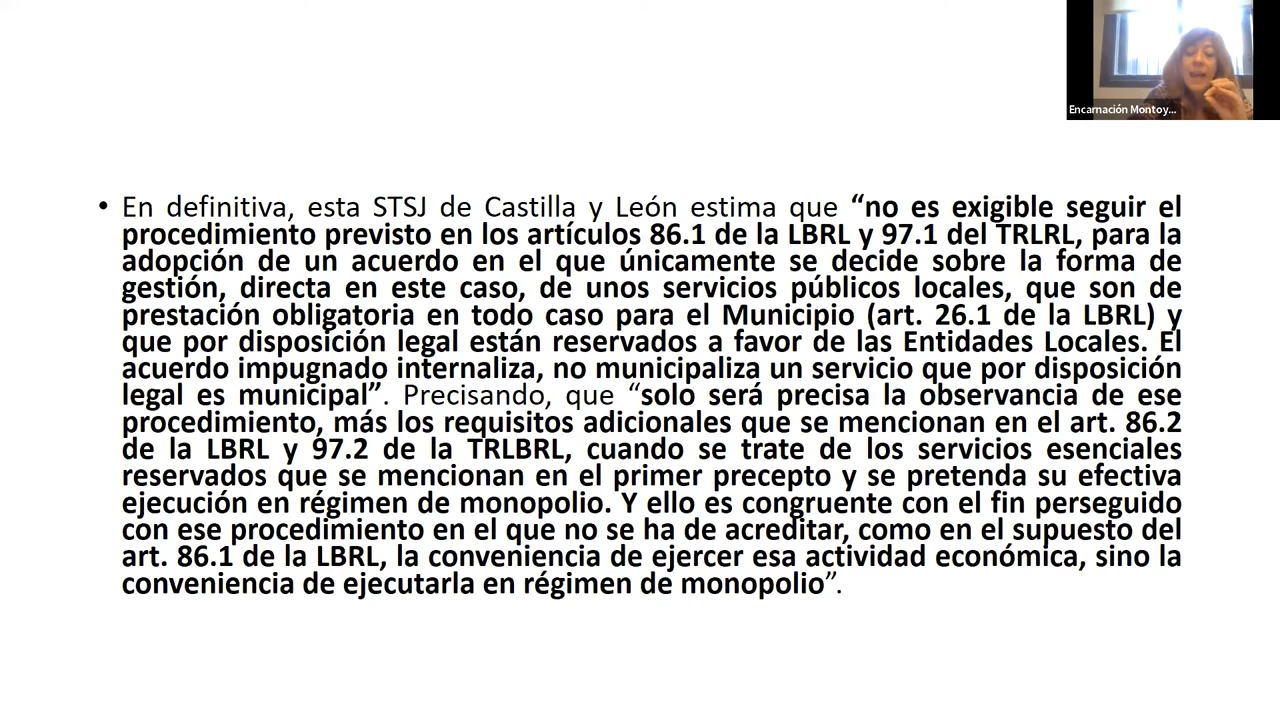 Encarnación Montoy...
• En definitiva, esta STSJ de Castilla y León estima que “no es exigible seguir el
procedimiento previsto en los artículos 86.1 de la LBRL y 97.1 del TRLRL, para la
adopción de un acuerdo en el que únicamente se decide sobre la forma de
gestión, directa en este caso, de unos servicios públicos locales, que son de
prestación obligatoria en todo caso para el Municipio (art. 26.1 de la LBRL) y
que por disposición legal están reservados a favor de las Entidades Locales. El
acuerdo impugnado internaliza, no municipaliza un servicio que por disposición
legal es municipal”. Precisando, que “solo será precisa la observancia de ese
procedimiento, más los requisitos adicionales que se mencionan en el art. 86.2
de la LBRL y 97.2 de la TRLBRL, cuando se trate de los servicios esenciales
reservados que se mencionan en el primer precepto y se pretenda su efectiva
ejecución en régimen de monopolio. Y ello es congruente con el fin perseguido
con ese procedimiento en el que no se ha de acreditar, como en el supuesto del
art. 86.1 de la LBRL, la conveniencia de ejercer esa actividad económica, sino la
conveniencia de ejecutarla en régimen de monopolio”.